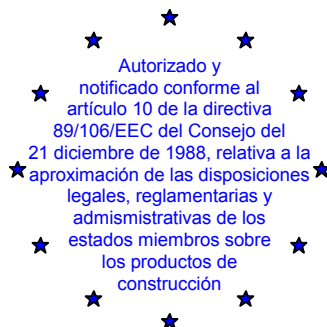 Autorizado y
notificado conforme al
artículo 10 de la directiva
89/106/EEC del Consejo del
21 diciembre de 1988, relativa a la
aproximación de las disposiciones
legales, reglamentarias y
admismistrativas de los
estados miembros sobre
los productos de
construcción